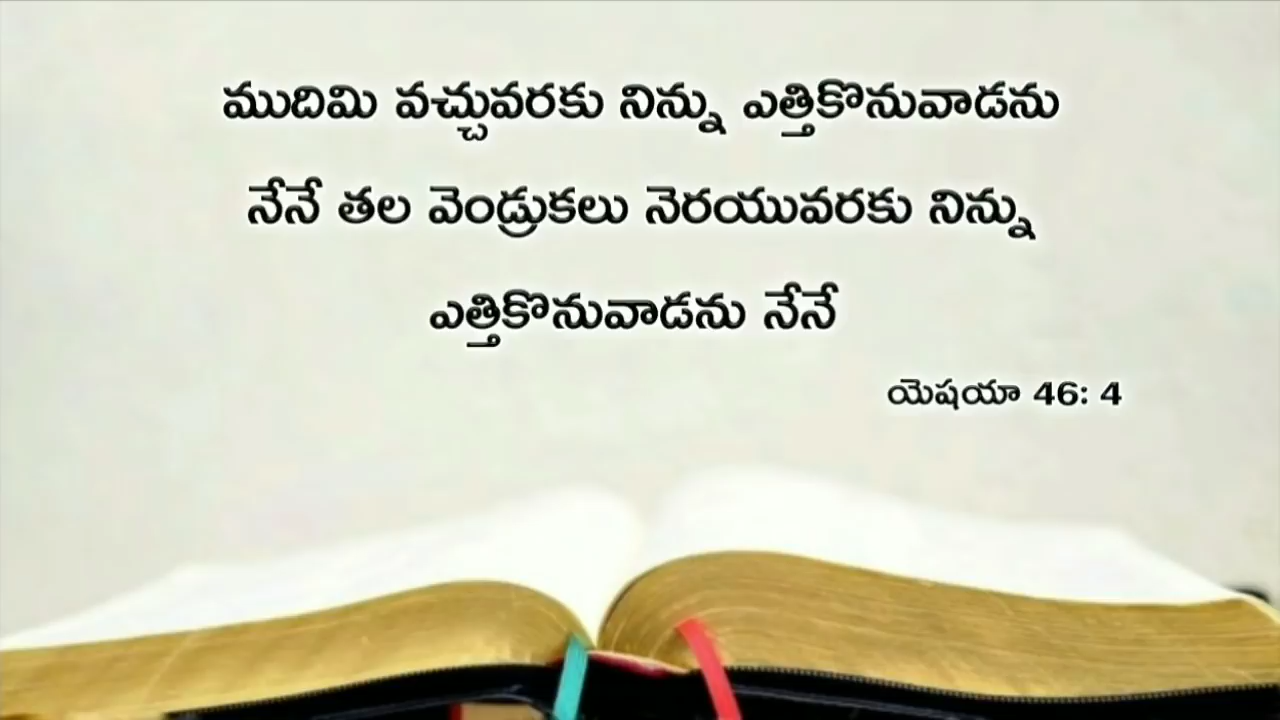 ముదిమి వచ్చువరకు నిన్ను ఎత్తికొనువాడను
నేనే తల వెండ్రుకలు నెరయువరకు నిన్ను
ఎత్తికొనువాడను నేనే
యెషయా 46: 4